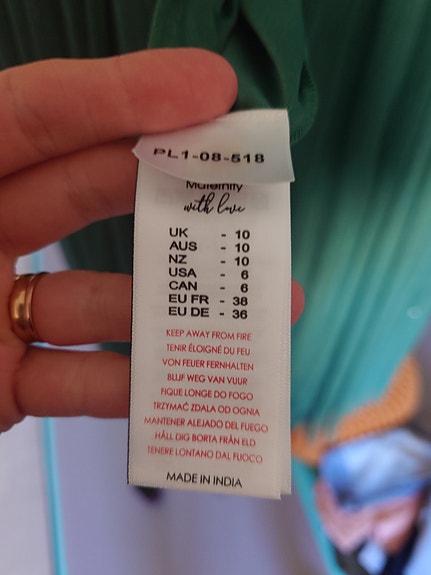 PL1-08-518
Maternity
with love
UK - 10
AUS - 10
NZ - 10
USA - 6
CAN - 6
EU FR - 38
EU DE - 36
KEEP AWAY FROM FIRE
TENIR ÉLOIGNÉ DU FEU
VON FEUER FERNHALTEN
BLIJF WEG VAN VUUR
FIQUE LONGE DO FOGO
TRZYMAĆ ZDALA OD OGNIA
MANTENER ALEJADO DEL FUEGO
HÅLL DIG BORTA FRÅN ELD
TENERE LONTANO DAL FUOCO
MADE IN INDIA